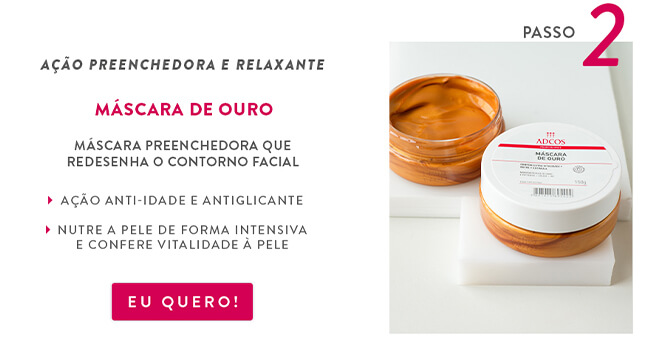 PASSO 2
AÇÃO PREENCHEDORA E RELAXANTE
MÁSCARA DE OURO
MÁSCARA PREENCHEDORA QUE
REDESENHA O CONTORNO FACIAL
AÇÃO ANTI-IDADE E ANTIGLICANTE
NUTRE A PELE DE FORMA INTENSIVA
E CONFERE VITALIDADE À PELE
EU QUERO!
ADCOS
MÁSCARA
DE OURO
150g